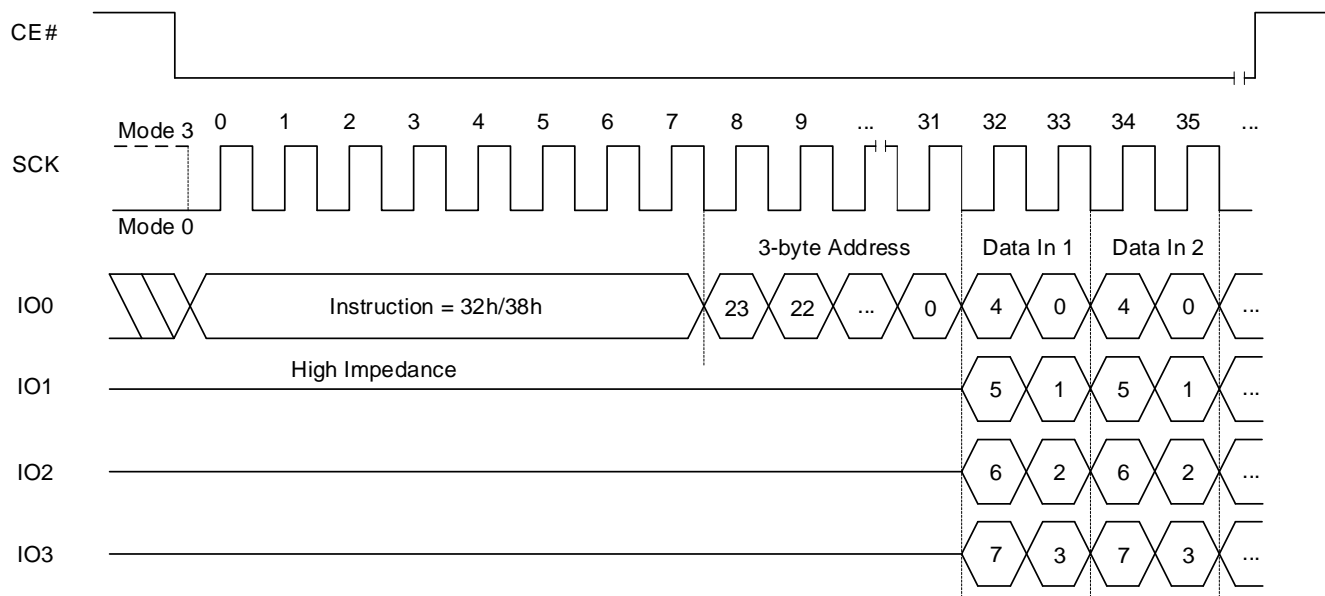 CE#
Mode 3 0 1 2 3 4 5 6 7 8 9 ... 31 32 33 34 35 ...
SCK
Mode 0
3-byte Address Data In 1 Data In 2
IO0 Instruction = 32h/38h 23 22 ... 0 4 0 4 0 ...
High Impedance
IO1 5 1 5 1 ...
IO2 6 2 6 2 ...
IO3 7 3 7 3 ...